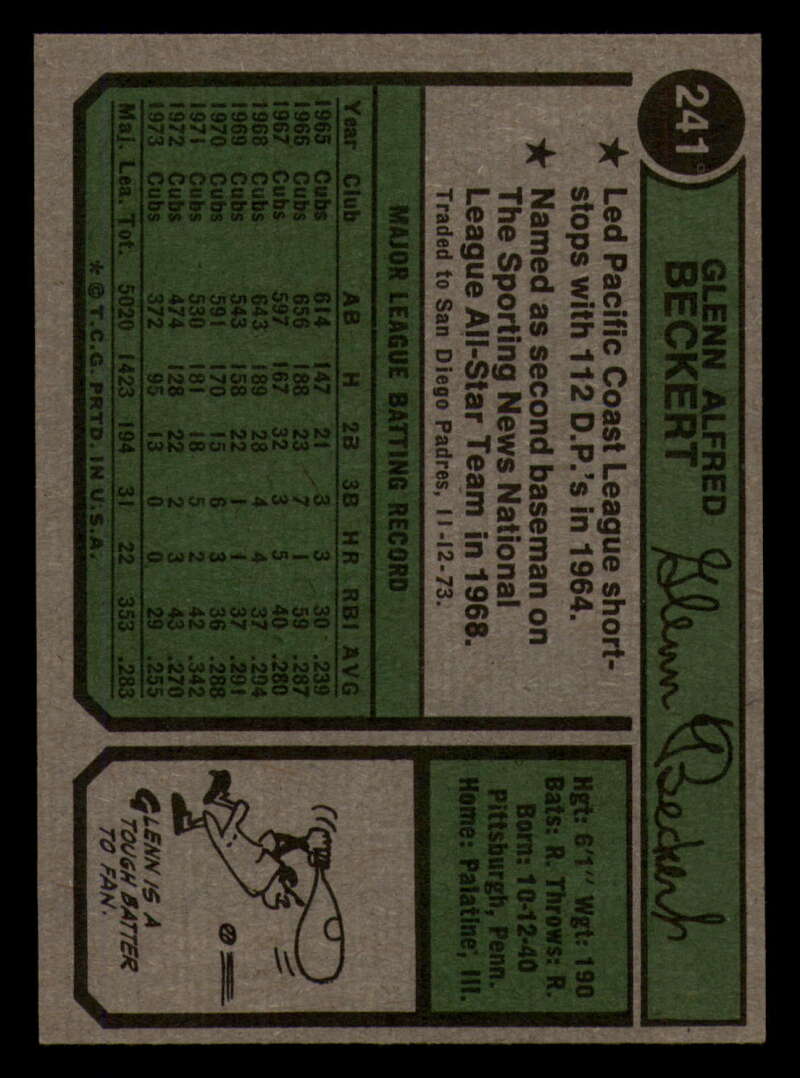 241
GLENN ALFRED
BECKERT
Glenn Beckert
★ Led Pacific Coast League short-
stops with 112 D.P.'s in 1964.
★ Named as second baseman on
The Sporting News National
League All-Star Team in 1968.
Traded to San Diego Padres, 11-12-73.
MAJOR LEAGUE BATTING RECORD
Year Club AB H 2B 3B HR RBI AVG
1965 Cubs 614 147 21 3 3 30 .239
1966 Cubs 656 188 23 7 1 59 .287
1967 Cubs 597 167 32 3 5 40 .280
1968 Cubs 643 189 28 4 4 37 .294
1969 Cubs 543 158 22 1 1 37 .291
1970 Cubs 591 170 15 6 3 36 .288
1971 Cubs 530 181 18 5 2 42 .342
1972 Cubs 474 128 22 2 3 43 .270
1973 Cubs 372 95 13 0 0 29 .255
Maj. Lea. Tot. 5020 1423 194 31 22 353 .283
* © T.C.G. PRTD. IN U.S.A.
Hgt: 6'1" Wgt: 190
Bats: R. Throws: R.
Born: 10-12-40
Pittsburgh, Penn.
Home: Palatine, Ill.
GLENN IS A
TOUGH BATTER
TO FAN.